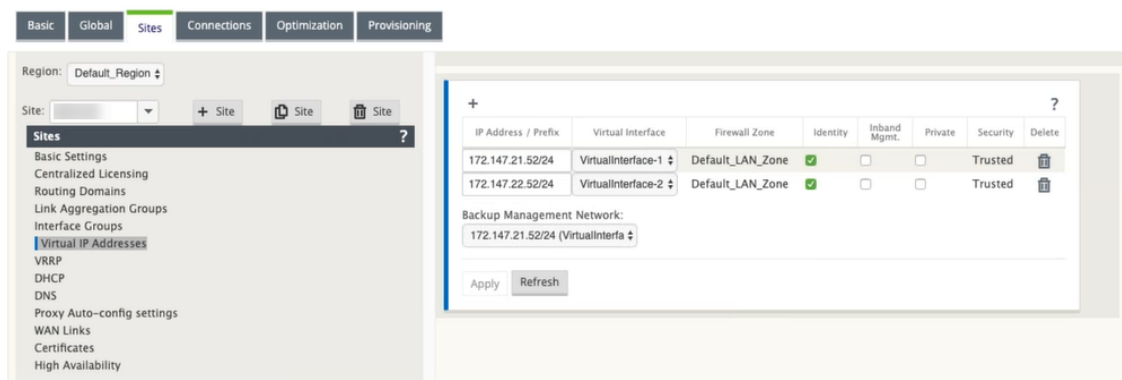 Basic Global Sites Connections Optimization Provisioning
Region: Default_Region
Site: + Site Site Site
Sites ?
Basic Settings
Centralized Licensing
Routing Domains
Link Aggregation Groups
Interface Groups
Virtual IP Addresses
VRRP
DHCP
DNS
Proxy Auto-config settings
WAN Links
Certificates
High Availability
+ ?
IP Address / Prefix Virtual Interface Firewall Zone Identity Inband Mgmt. Private Security Delete
172.147.21.52/24 VirtualInterface-1 Default_LAN_Zone Trusted
172.147.22.52/24 VirtualInterface-2 Default_LAN_Zone Trusted
Backup Management Network:
172.147.21.52/24 (VirtualInterfa
Apply Refresh